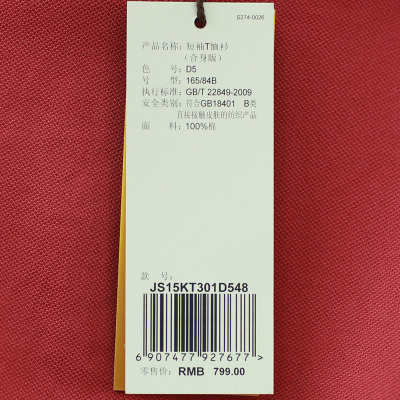 S274-0026
产品名称: 短袖T恤衫
(合身版)
色 号: D5
号 型: 165/84B
执行标准: GB/T 22849-2009
安全类别: 符合GB18401 B类
直接接触皮肤的纺织产品
面 料: 100%棉
款 号:
JS15KT301D548
6 907477 927677 >
零售价: RMB 799.00